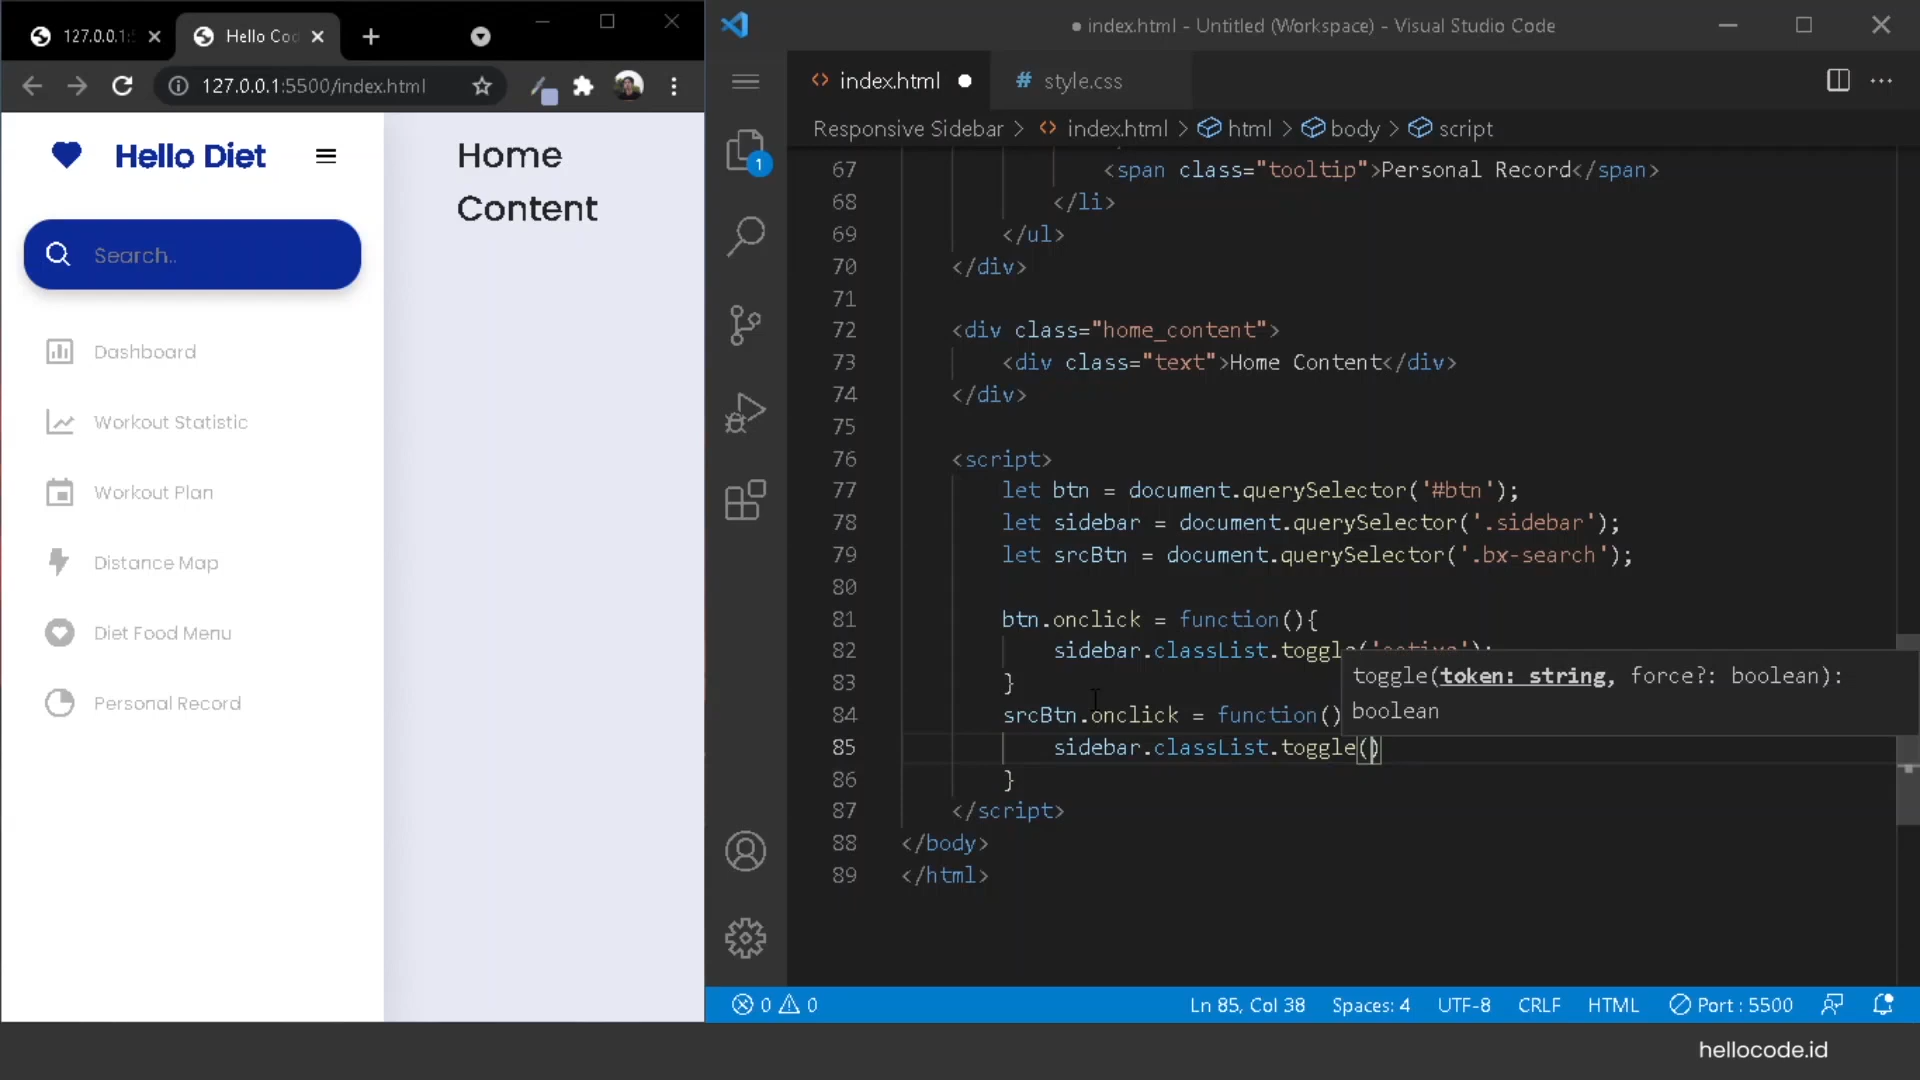 127.0.0.1:5
Hello Cod
127.0.0.1:5500/index.html
Hello Diet
Search..
Dashboard
Workout Statistic
Workout Plan
Distance Map
Diet Food Menu
Personal Record
Home
Content
● index.html - Untitled (Workspace) - Visual Studio Code
<> index.html ●
# style.css
Responsive Sidebar > <> index.html > html > body > script
1
67 <span class="tooltip">Personal Record</span>
68 </li>
69 </ul>
70 </div>
71
72 <div class="home_content">
73 <div class="text">Home Content</div>
74 </div>
75
76 <script>
77 let btn = document.querySelector('#btn');
78 let sidebar = document.querySelector('.sidebar');
79 let srcBtn = document.querySelector('.bx-search');
80
81 btn.onclick = function(){
82 sidebar.classList.toggle('active');
83 }
84 srcBtn.onclick = function()
85 sidebar.classList.toggle()
86 }
87 </script>
88 </body>
89 </html>
toggle(token: string, force?: boolean):
boolean
0 0
Ln 85, Col 38 Spaces: 4 UTF-8 CRLF HTML Port : 5500
hellocode.id